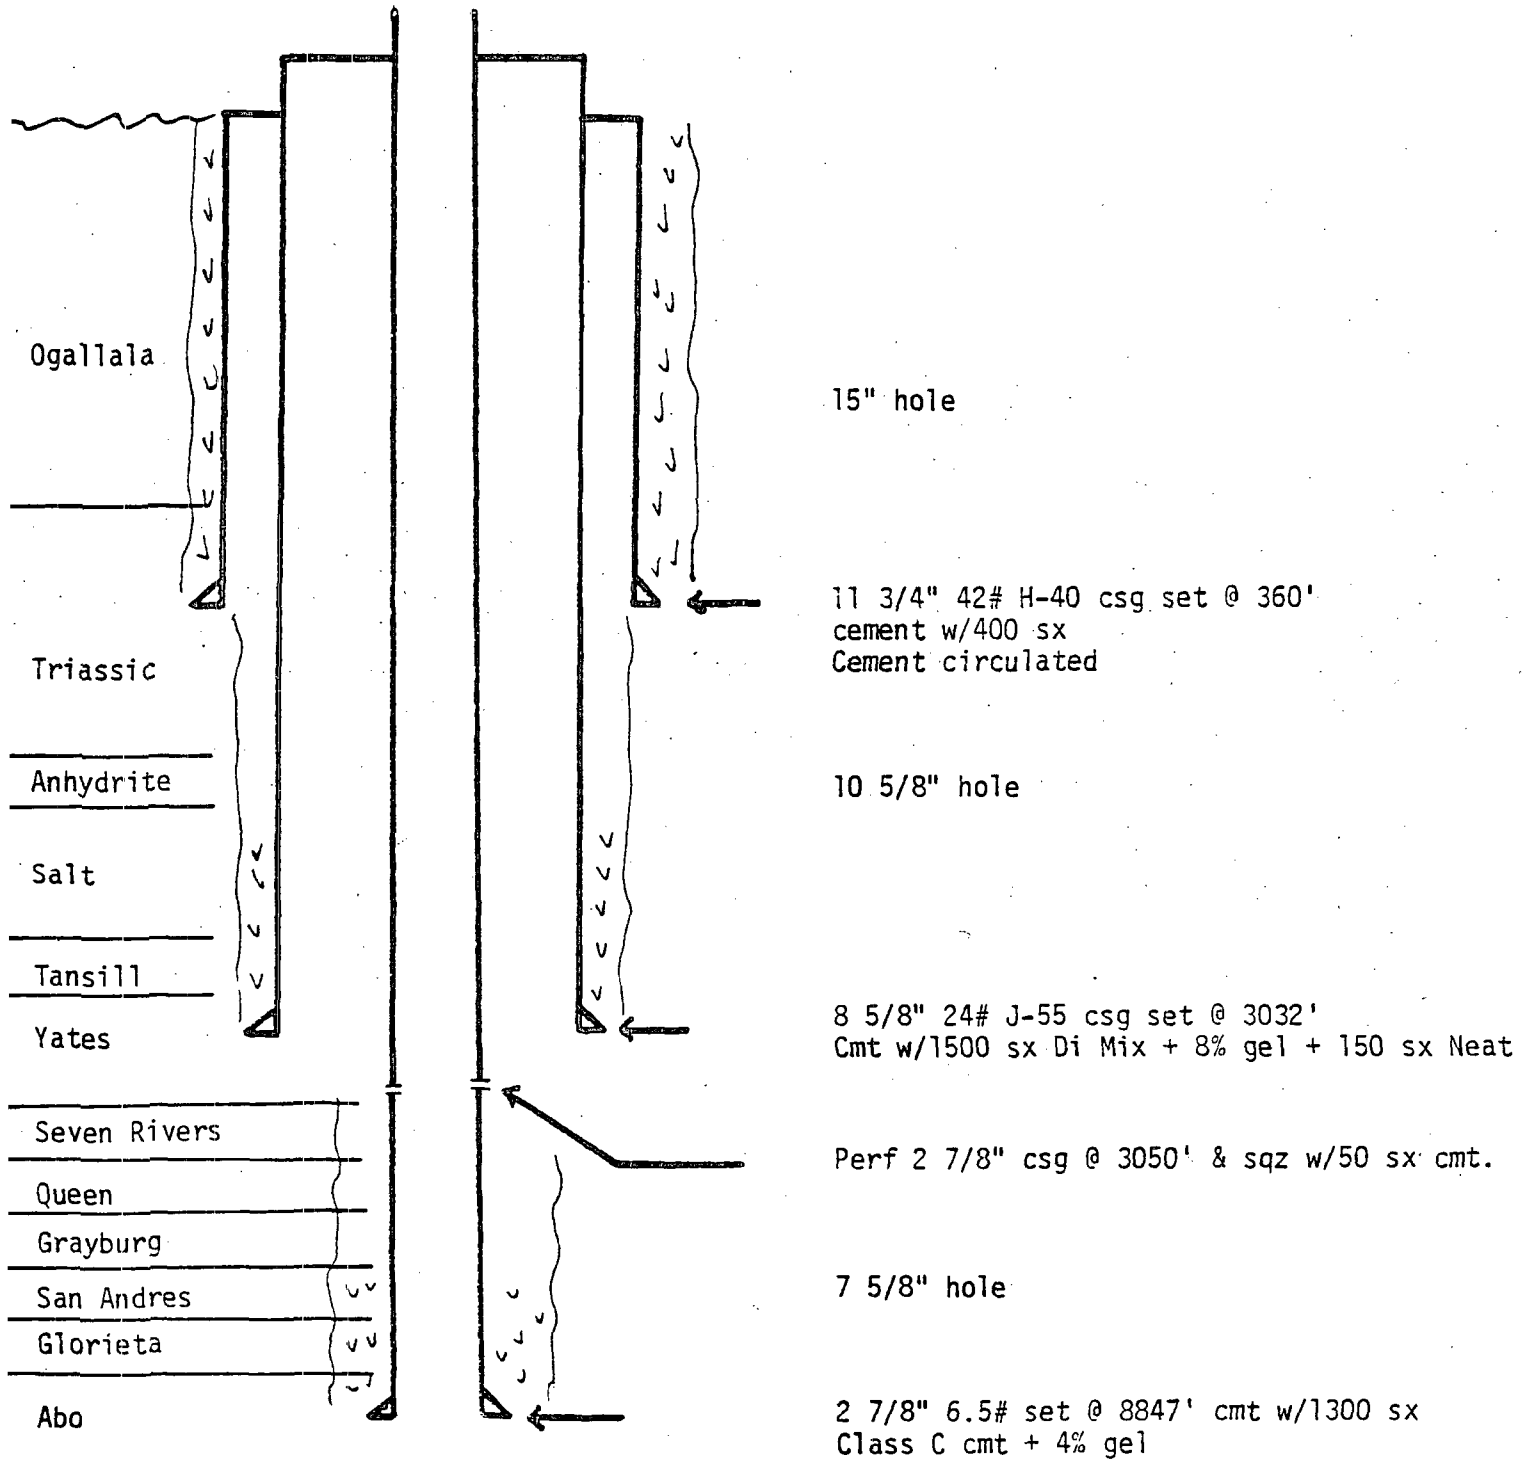 Ogallala
15" hole
11 3/4" 42# H-40 csg set @ 360'
cement w/400 sx
Cement circulated
Triassic
Anhydrite
10 5/8" hole
Salt
Tansill
8 5/8" 24# J-55 csg set @ 3032'
Cmt w/1500 sx Di Mix + 8% gel + 150 sx Neat
Yates
Seven Rivers
Perf 2 7/8" csg @ 3050' & sqz w/50 sx cmt.
Queen
Grayburg
San Andres
7 5/8" hole
Glorieta
Abo
2 7/8" 6.5# set @ 8847' cmt w/1300 sx
Class C cmt + 4% gel